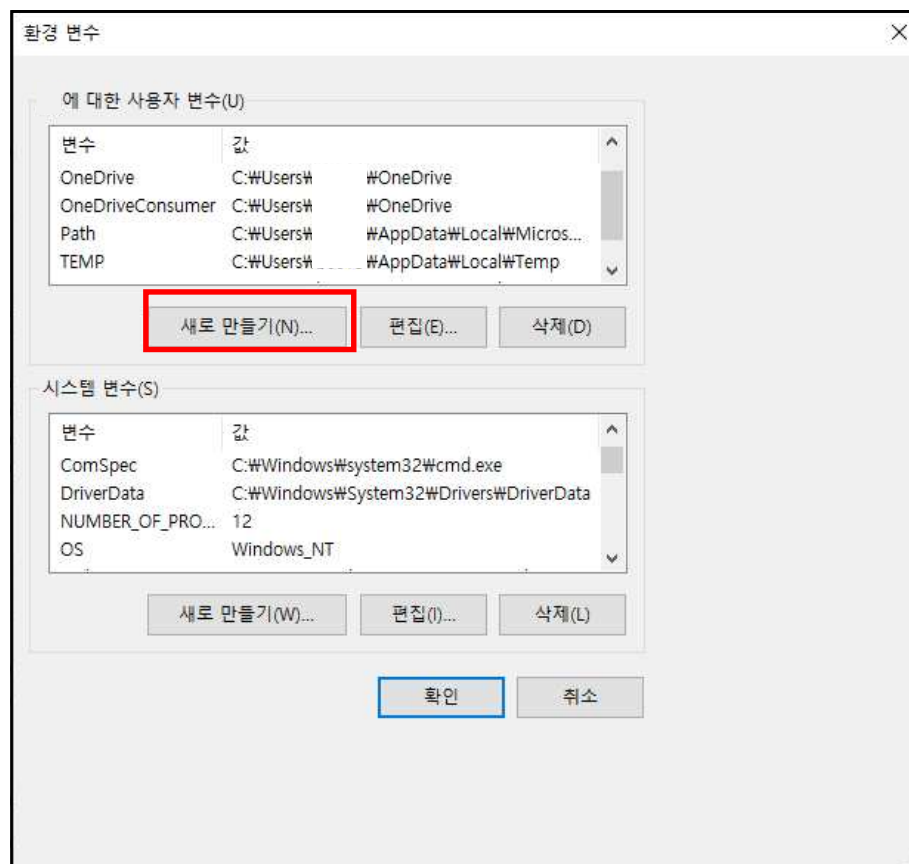 환경 변수
에 대한 사용자 변수(U)
변수 값
OneDrive C:₩Users₩ ₩OneDrive
OneDriveConsumer C:₩Users₩ ₩OneDrive
Path C:₩Users₩ ₩AppData₩Local₩Micros...
TEMP C:₩Users₩ ₩AppData₩Local₩Temp
새로 만들기(N)... 편집(E)... 삭제(D)
시스템 변수(S)
변수 값
ComSpec C:₩Windows₩system32₩cmd.exe
DriverData C:₩Windows₩System32₩Drivers₩DriverData
NUMBER_OF_PRO... 12
OS Windows_NT
새로 만들기(W)... 편집(I)... 삭제(L)
확인 취소